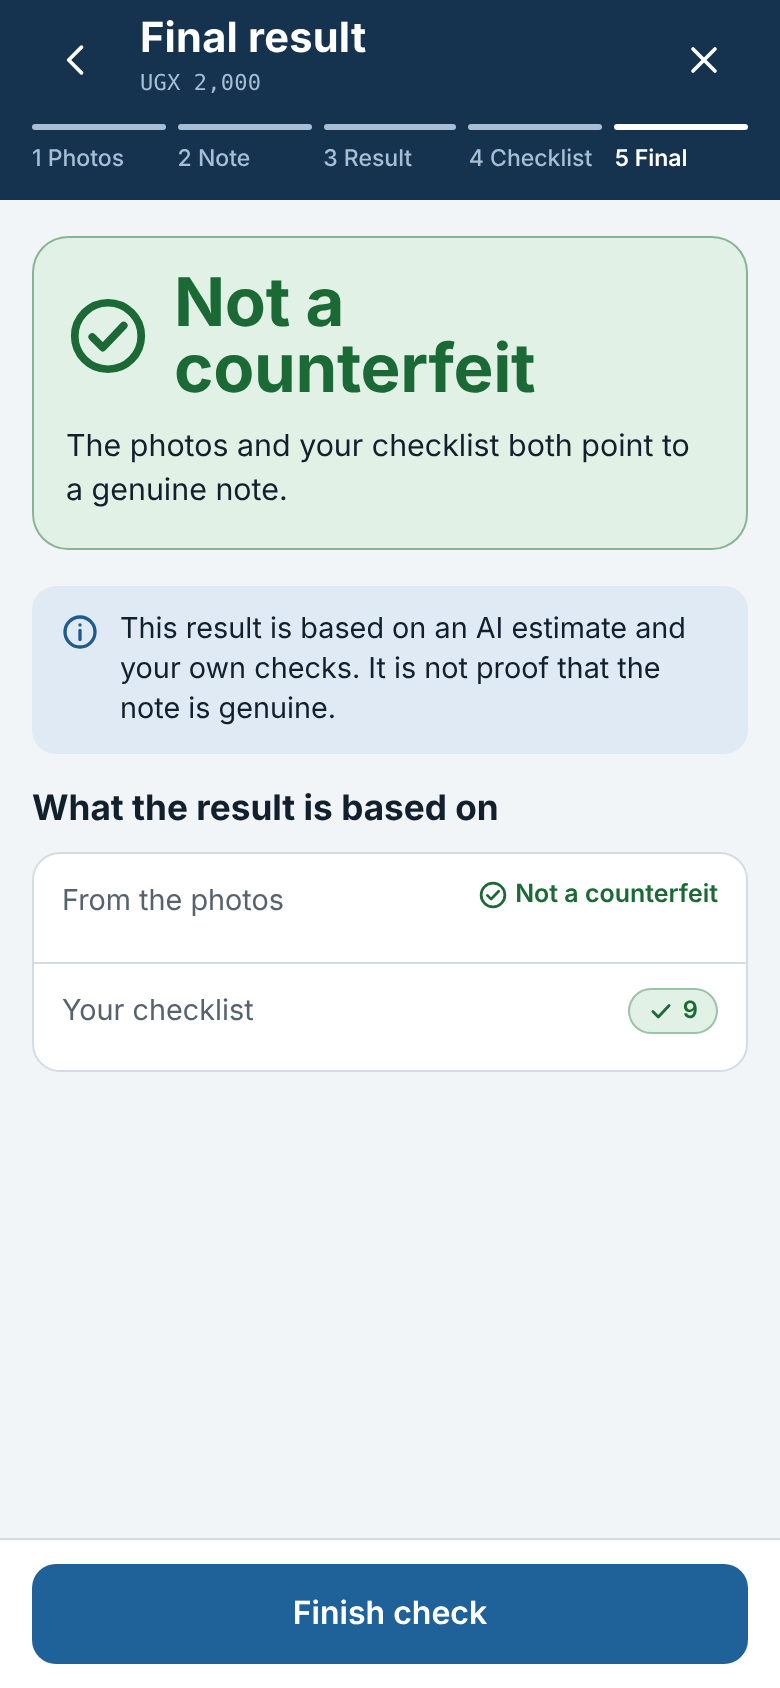 Final result
UGX 2,000
1 Photos
2 Note
3 Result
4 Checklist
5 Final
Not a
counterfeit
The photos and your checklist both point to
a genuine note.
This result is based on an AI estimate and
your own checks. It is not proof that the
note is genuine.
What the result is based on
From the photos
Not a counterfeit
Your checklist
9
Finish check